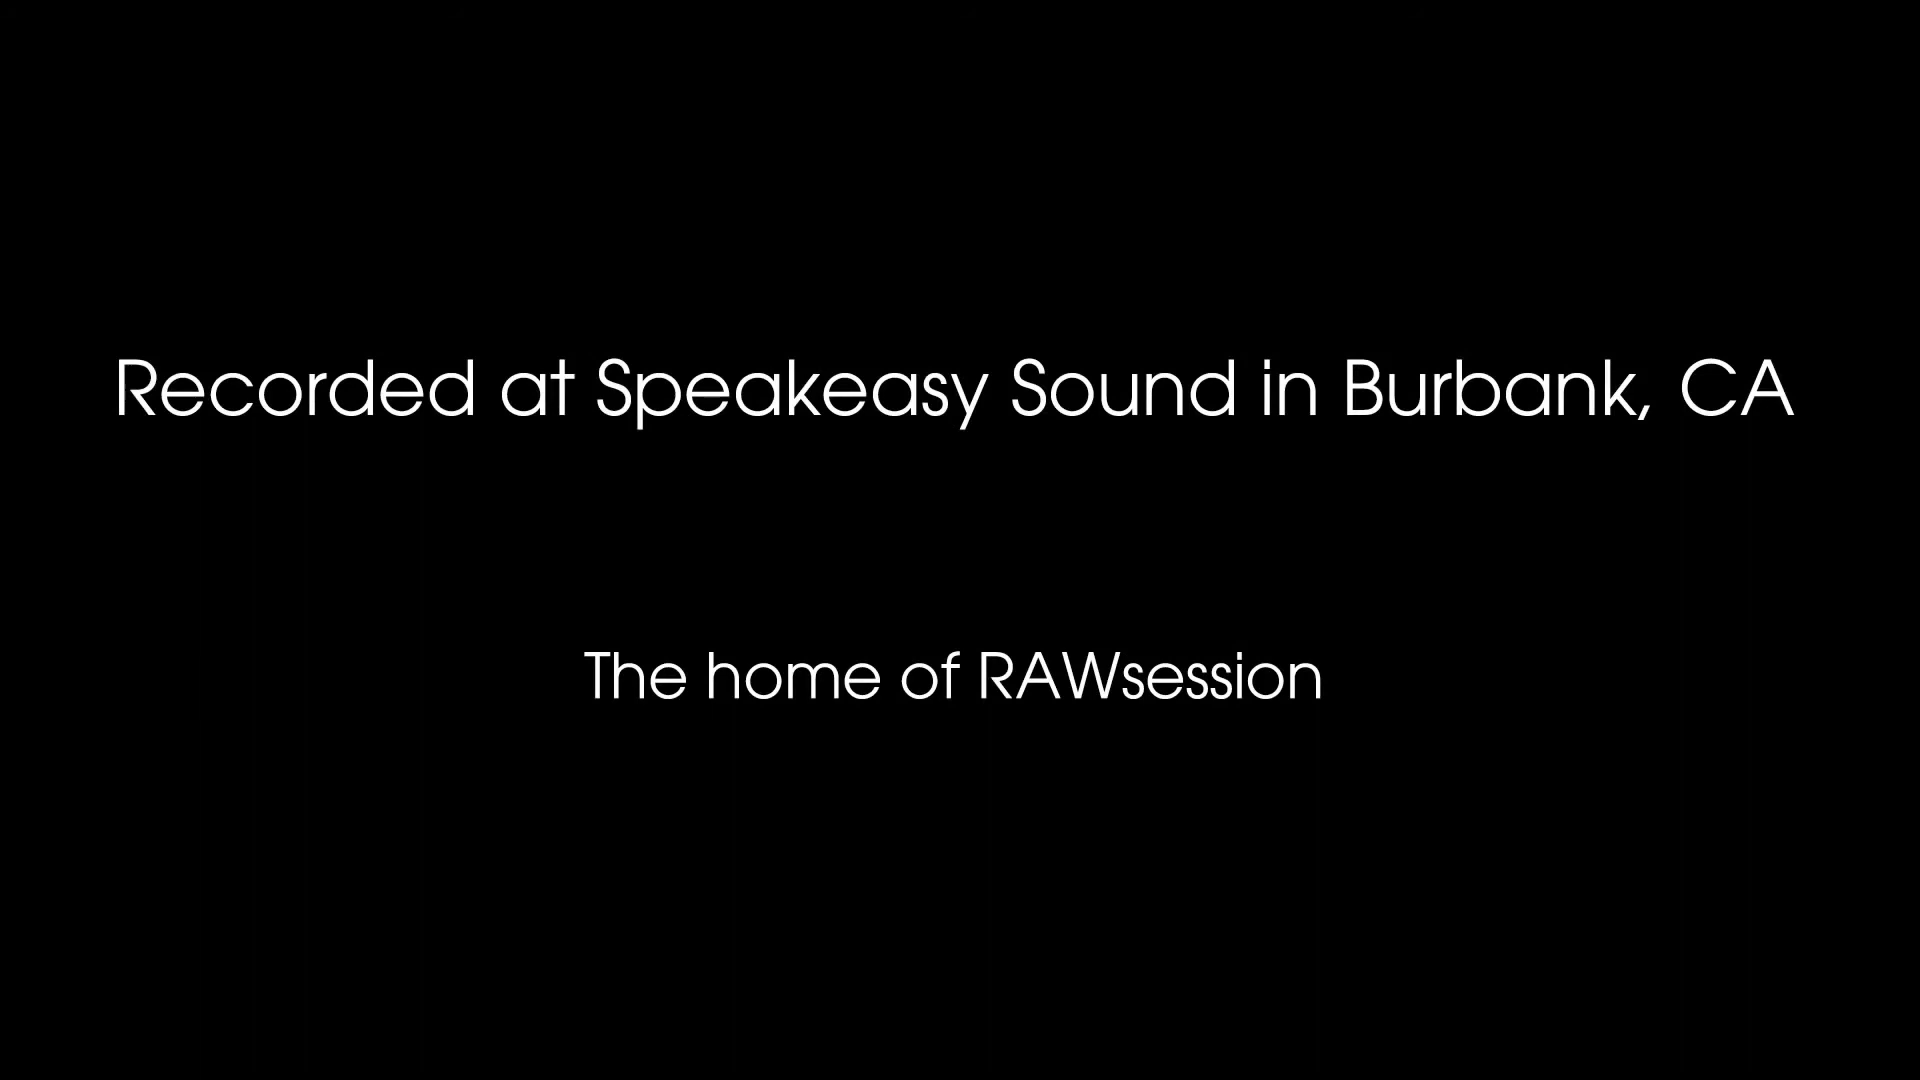 Recorded at Speakeasy Sound in Burbank, CA
The home of RAWsession